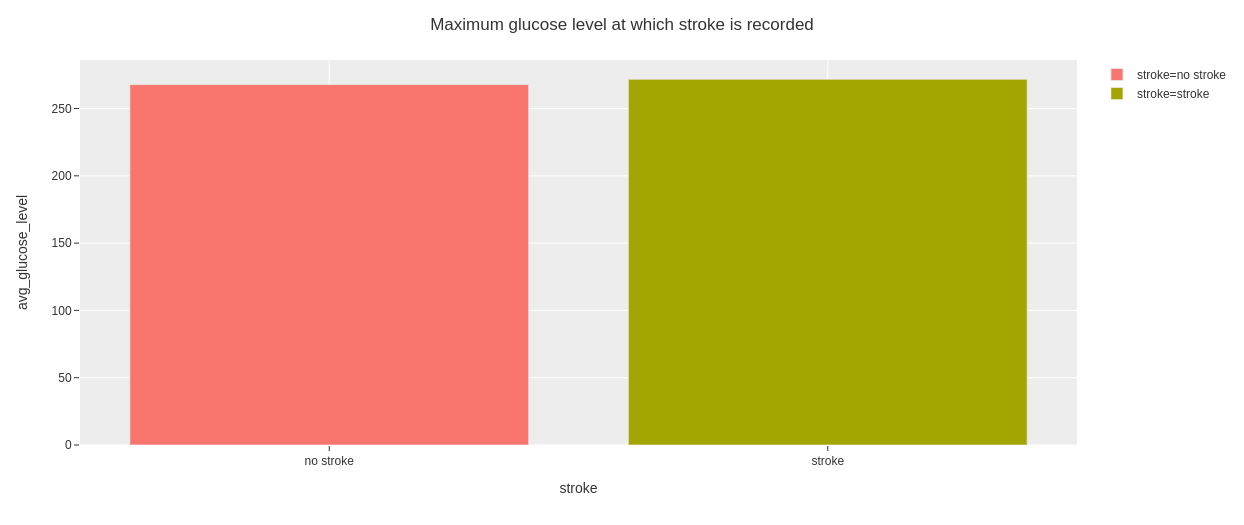 Maximum glucose level at which stroke is recorded
stroke=no stroke
stroke=stroke
avg_glucose_level
250
200
150
100
50
0
no stroke
stroke
stroke